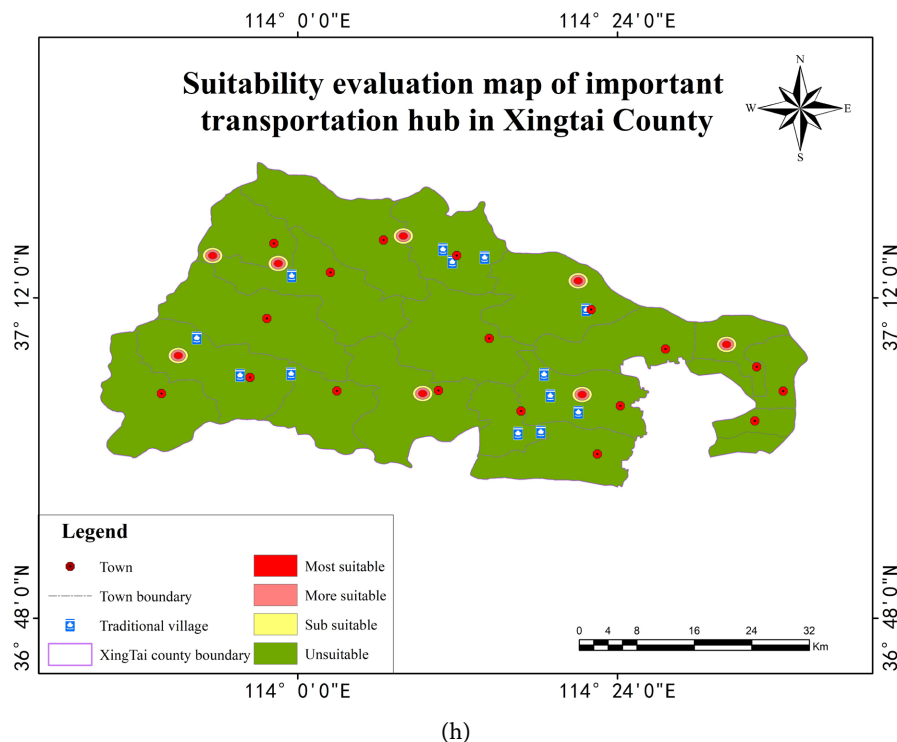 114° 0'0"E
114° 24'0"E
Suitability evaluation map of important
transportation hub in Xingtai County
N
W
E
S
37° 12'0"N
37° 12'0"N
36° 48'0"N
36° 48'0"N
Legend
Town
Town boundary
Traditional village
XingTai county boundary
Most suitable
More suitable
Sub suitable
Unsuitable
0 4 8 16 24 32
Km
114° 0'0"E
114° 24'0"E
(h)